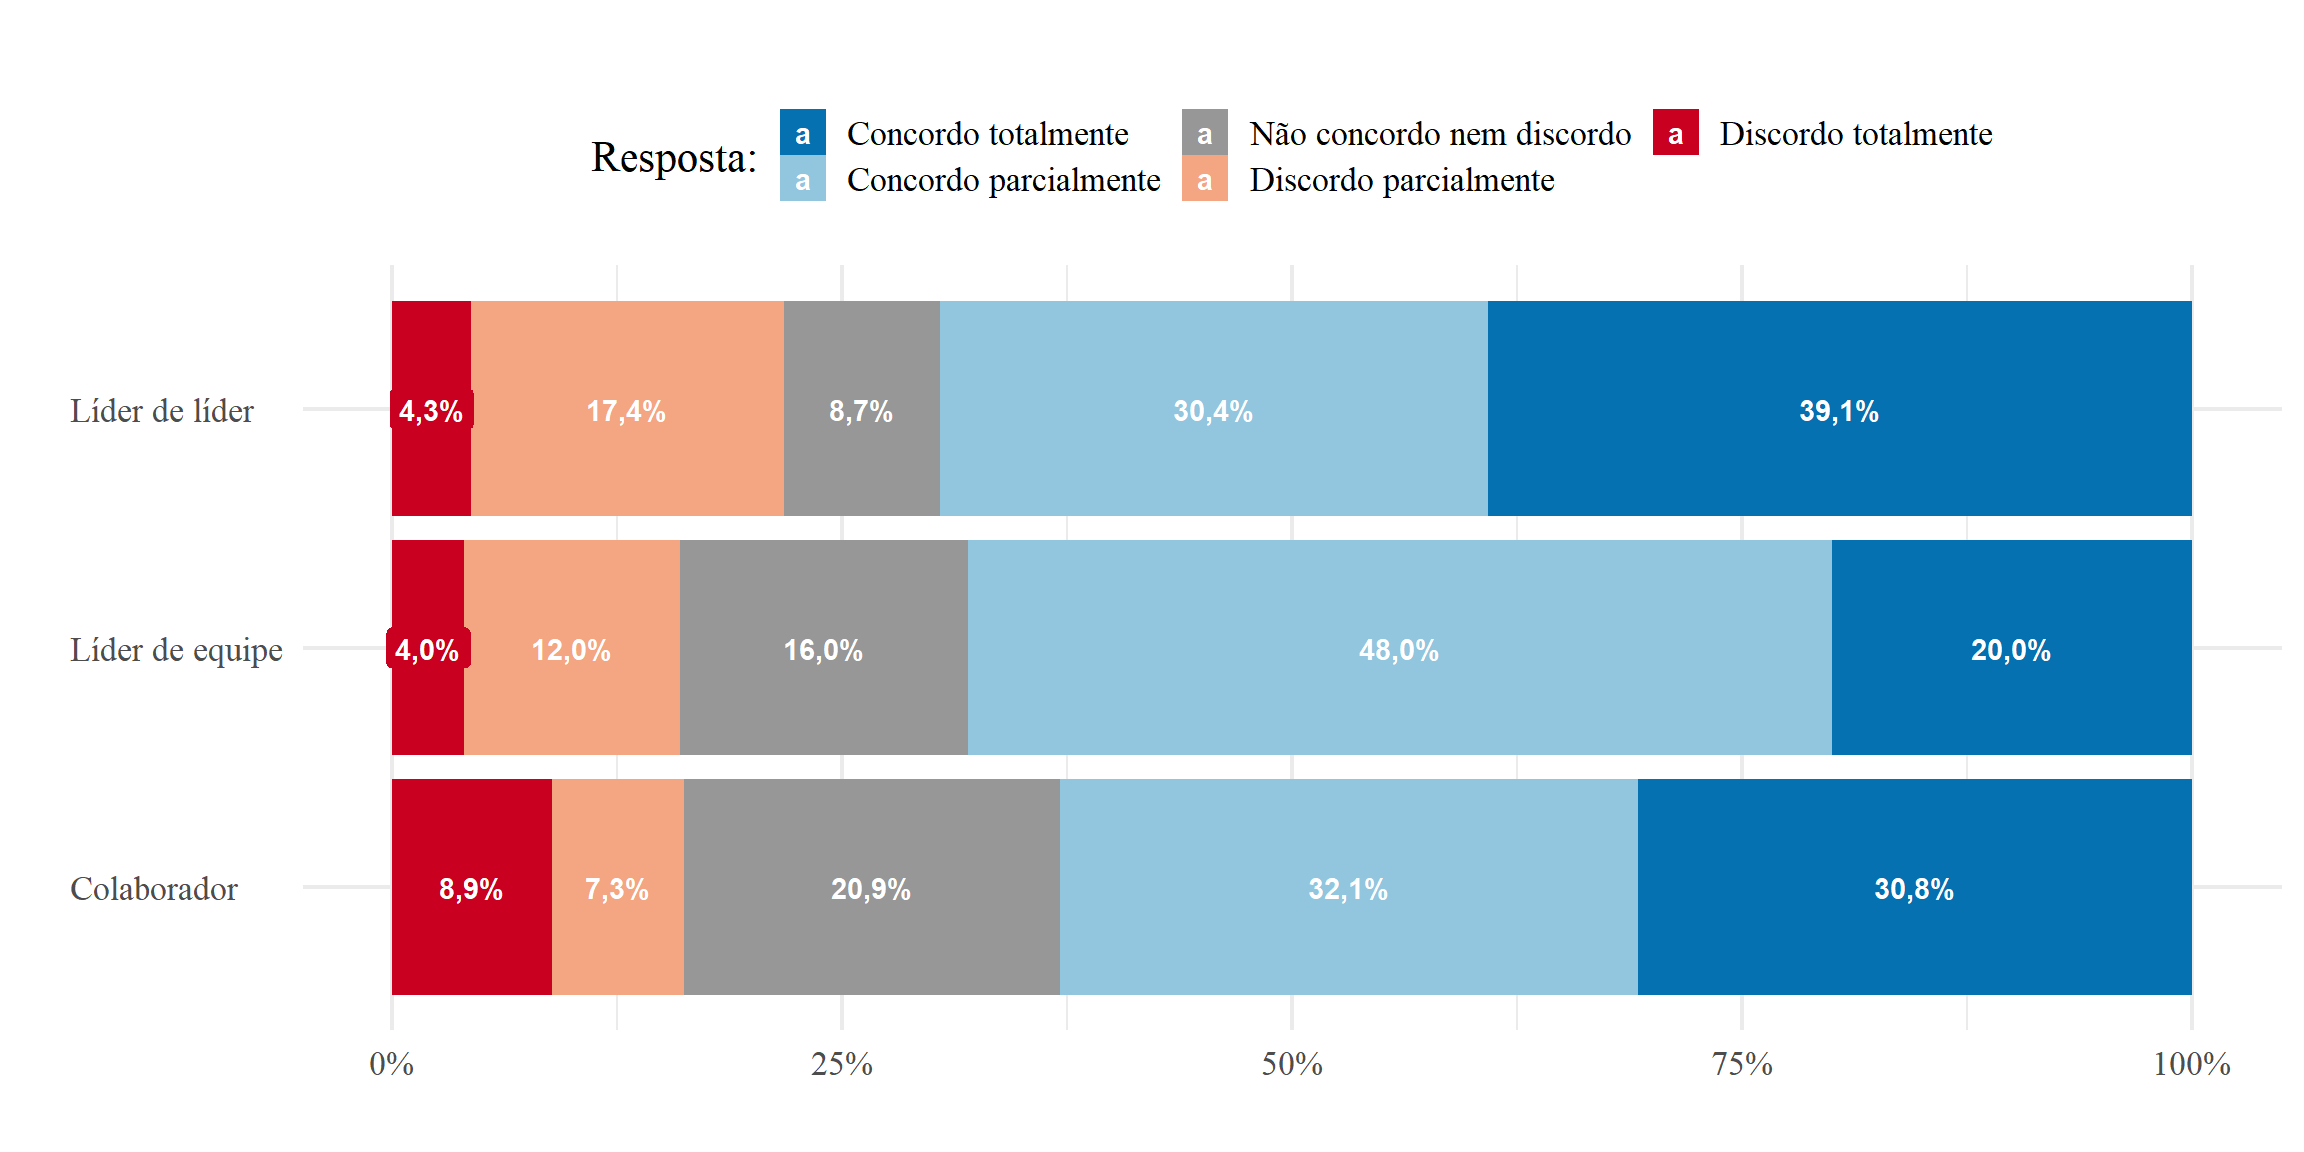 Resposta:
a Concordo totalmente
a Concordo parcialmente
a Não concordo nem discordo
a Discordo parcialmente
a Discordo totalmente
Líder de líder
4,3% 17,4% 8,7% 30,4% 39,1%
Líder de equipe
4,0% 12,0% 16,0% 48,0% 20,0%
Colaborador
8,9% 7,3% 20,9% 32,1% 30,8%
0% 25% 50% 75% 100%